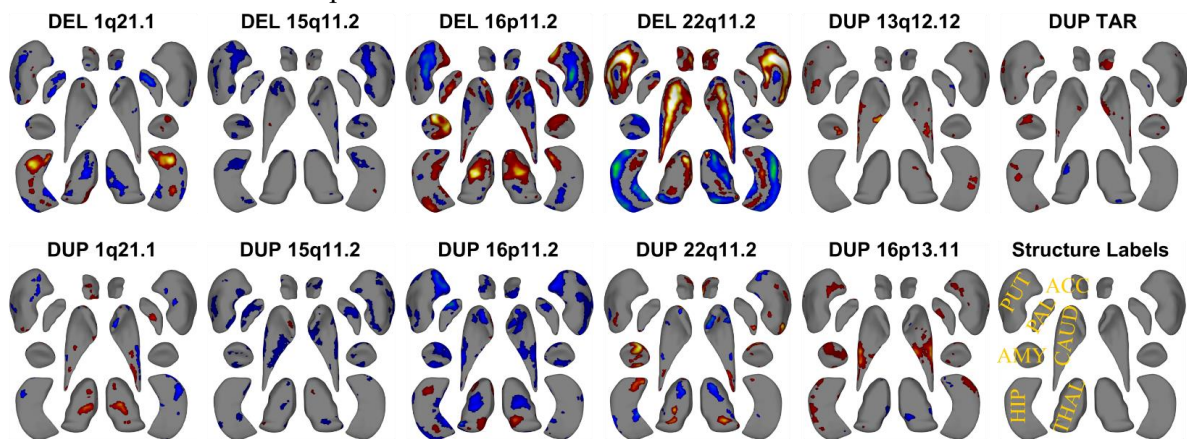 DEL 1q21.1 DEL 15q11.2 DEL 16p11.2 DEL 22q11.2 DUP 13q12.12 DUP TAR
DUP 1q21.1 DUP 15q11.2 DUP 16p11.2 DUP 22q11.2 DUP 16p13.11 Structure Labels
PUT
PAL
ACC
CAUD
AMY
HIP
THAL